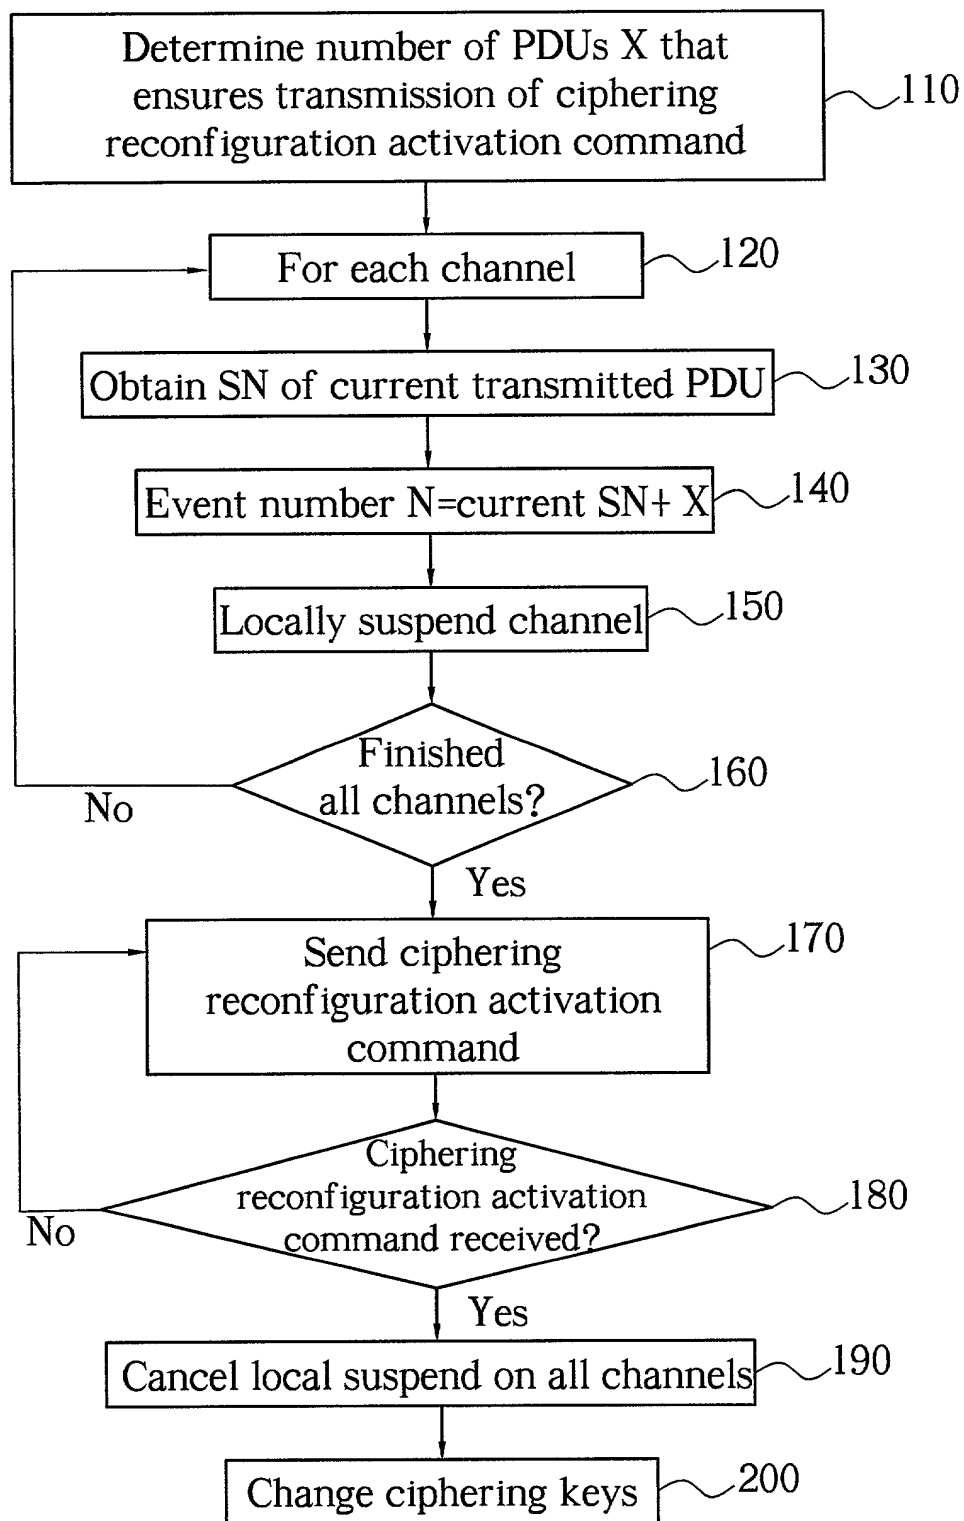 Determine number of PDUs X that
ensures transmission of ciphering
reconfiguration activation command
110
For each channel
120
Obtain SN of current transmitted PDU
130
Event number N=current SN+ X
140
Locally suspend channel
150
Finished
all channels?
160
No
Yes
Send ciphering
reconfiguration activation
command
170
Ciphering
reconfiguration activation
command received?
180
No
Yes
Cancel local suspend on all channels
190
Change ciphering keys
200